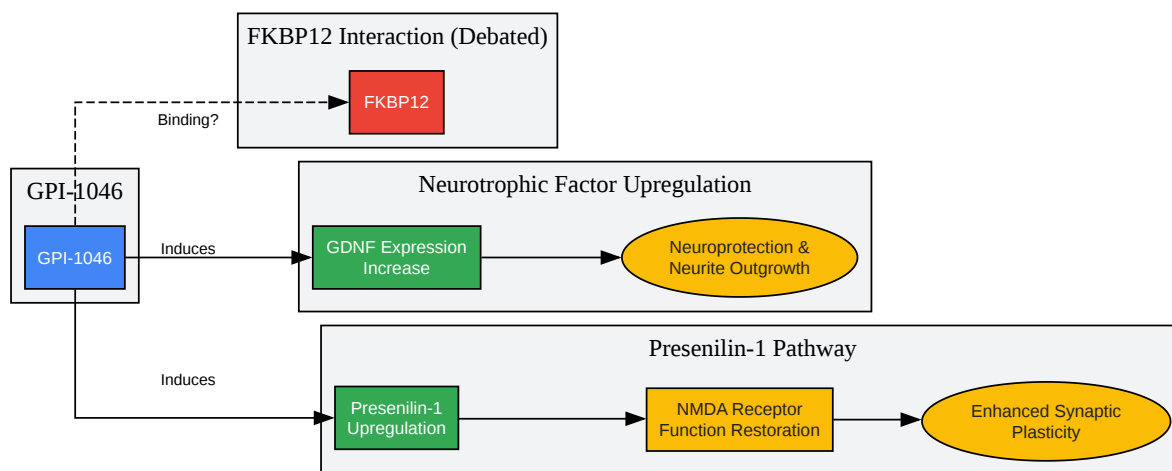 FKBP12 Interaction (Debated)
FKBP12
Binding?
GPI-1046
GPI-1046
Induces
Neurotrophic Factor Upregulation
GDNF Expression
Increase
Neuroprotection &
Neurite Outgrowth
Induces
Presenilin-1 Pathway
Presenilin-1
Upregulation
NMDA Receptor
Function Restoration
Enhanced Synaptic
Plasticity